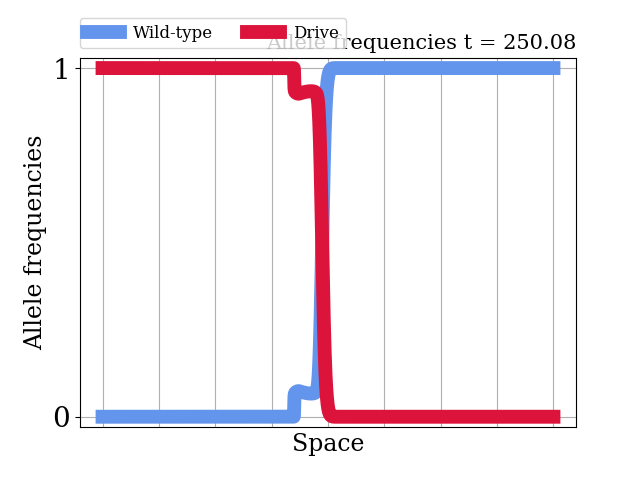 Wild-type Drive
Allele frequencies t = 250.08
1
Allele frequencies
0
Space